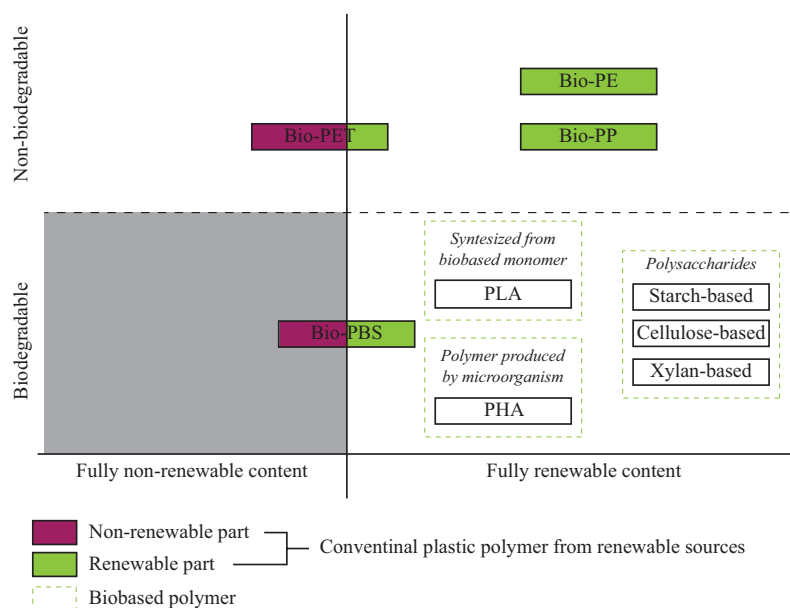 Non-biodegradable
Bio-PE
Bio-PET
Bio-PP
Biodegradable
Syntesized from
biobased monomer
PLA
Polysaccharides
Starch-based
Cellulose-based
Xylan-based
Bio-PBS
Polymer produced
by microorganism
PHA
Fully non-renewable content
Fully renewable content
Non-renewable part
Renewable part
Conventinal plastic polymer from renewable sources
Biobased polymer